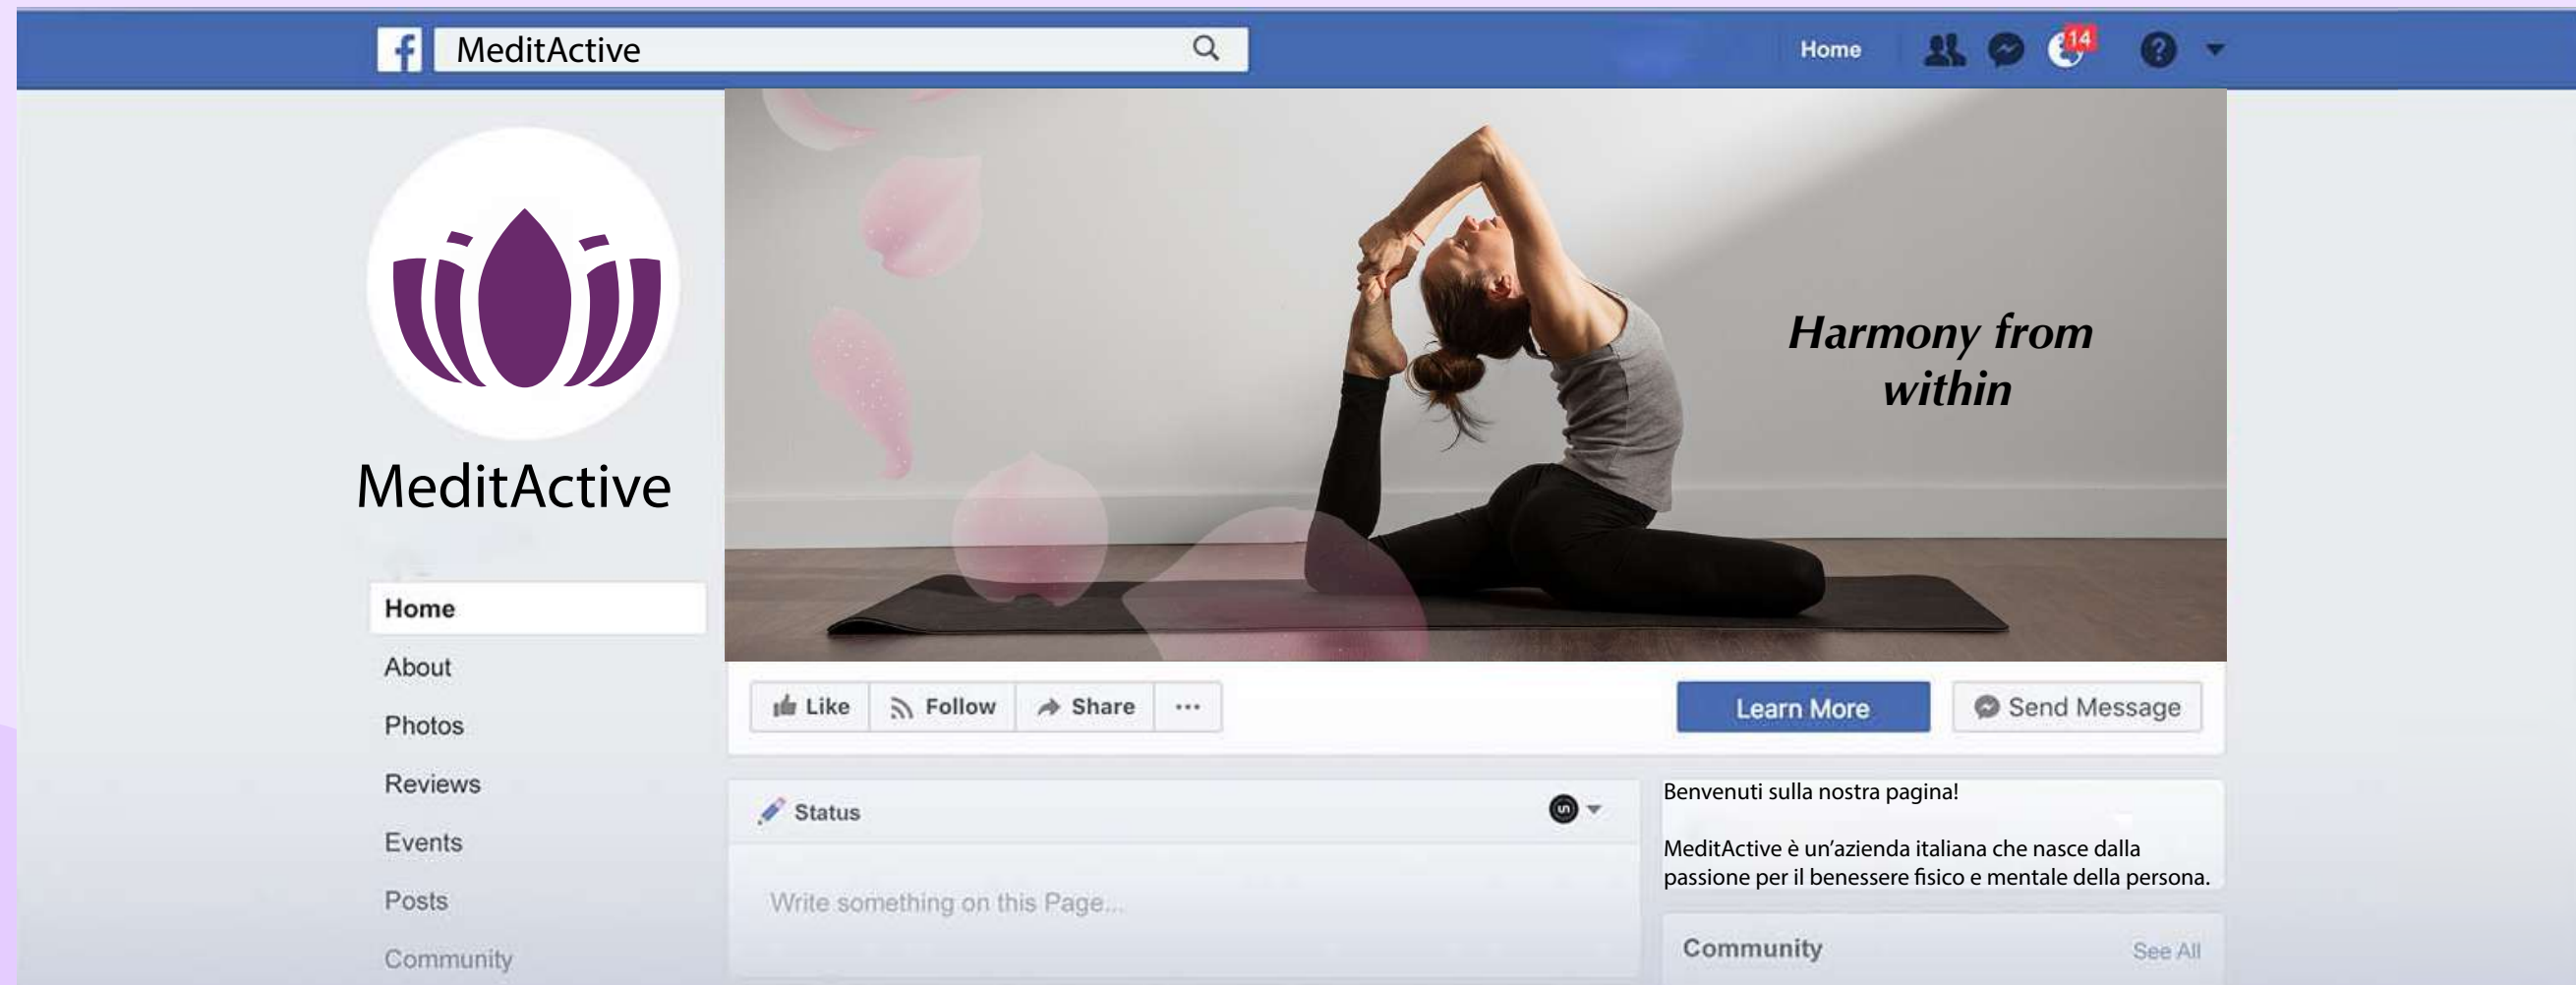 MeditActive
Home
14
MeditActive
Harmony from
within
Home
About
Photos
Reviews
Events
Posts
Community
Like
Follow
Share
Learn More
Send Message
Status
Write something on this Page...
Benvenuti sulla nostra pagina!
MeditActive è un'azienda italiana che nasce dalla
passione per il benessere fisico e mentale della persona.
Community
See All